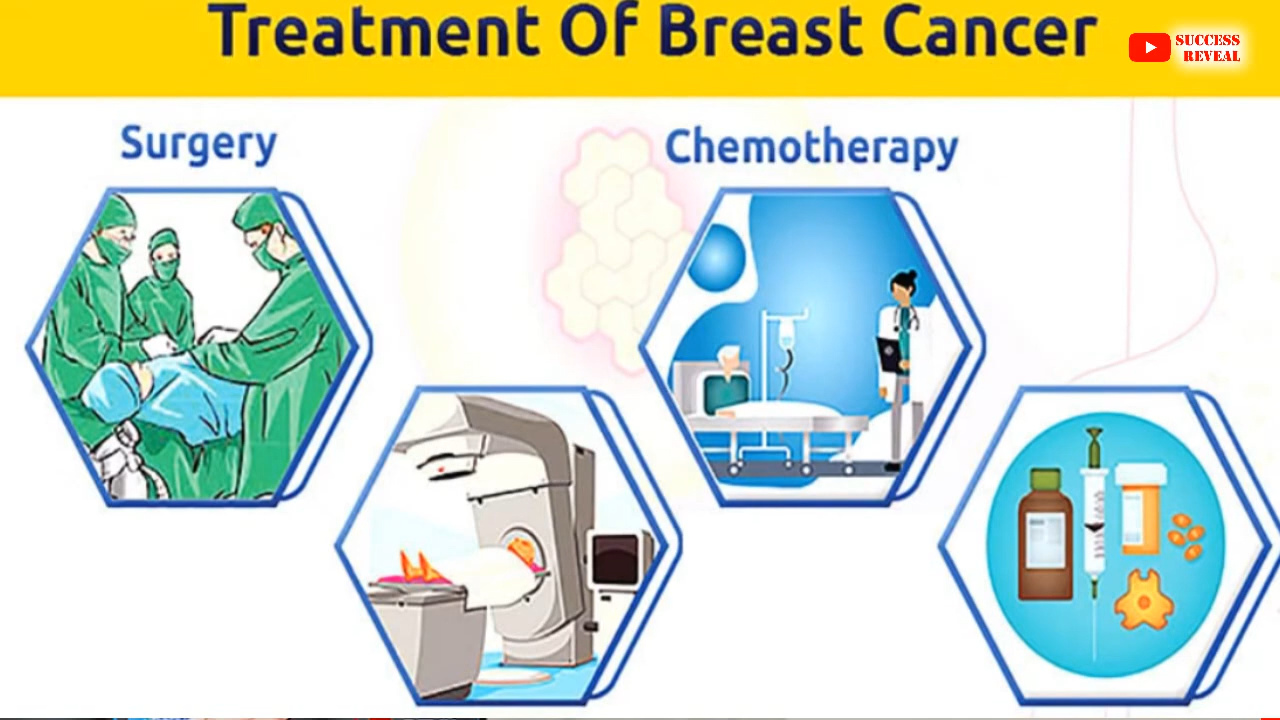 Treatment Of Breast Cancer
SUCCESS
REVEAL
Surgery
Chemotherapy